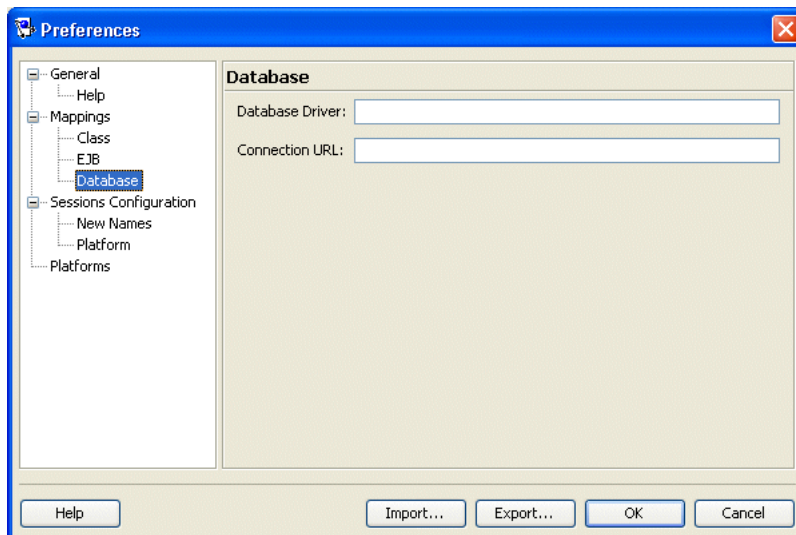 Preferences
General
Help
Mappings
Class
EJB
Database
Sessions Configuration
New Names
Platform
Platforms
Database
Database Driver:
Connection URL:
Help
Import...
Export...
OK
Cancel